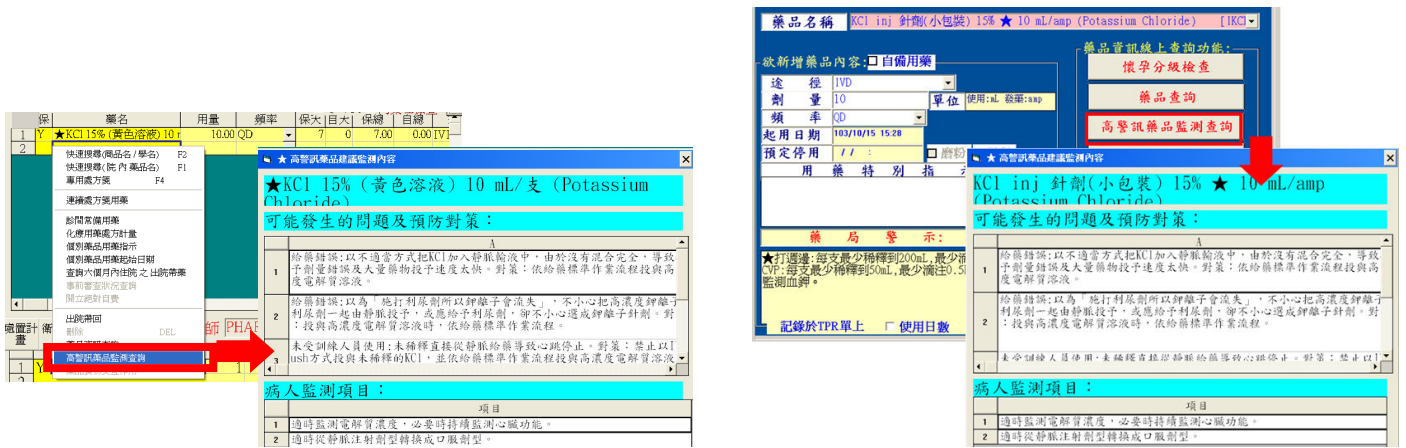 保 藥名 用量 頻率 保大 自大 保總 自總
1 Y ★KCl 15% (黃色溶液) 10 r 10.00 QD 7 0 7.00 0.00 [V]
2
快速搜尋(商品名 / 學名) F2
快速搜尋(院 內 藥品名) F1
專用處方箋 F4
連續處方箋用藥
診間常備用藥
化療用藥處方計量
個別藥品用藥指示
個別藥品用藥起始日期
查詢六個月內住院 之 出院帶藥
事前審查狀況查詢
開立絕對自費
出院帶回
刪除 DEL
高警訊藥品監測查詢
處置計畫 衛
師 PHAR
1 Y 1
2
★ 高警訊藥品建議監測內容
★KCl 15% (黃色溶液) 10 mL/支 (Potassium
Chloride)
可能發生的問題及預防對策：
A
1 給藥錯誤:以不適當方式把KCl加入靜脈輸液中，由於沒有混合完全，導致
予劑量錯誤及大量藥物投予速度太快。對策：依給藥標準作業流程投與高
度電解質溶液。
2 給藥錯誤:以為「施打利尿劑所以鉀離子會流失」，不小心把高濃度鉀離子
利尿劑一起由靜脈投予，或應給予利尿劑，卻不小心選成鉀離子針劑。對
：投與高濃度電解質溶液時，依給藥標準作業流程。
3 未受訓練人員使用:未稀釋直接從靜脈給藥導致心跳停止。對策：禁止以I
ush方式投與未稀釋的KCl，並依給藥標準作業流程投與高濃度電解質溶液
病人監測項目：
項目
1 適時監測電解質濃度，必要時持續監測心臟功能。
2 適時從靜脈注射劑型轉換成口服劑型。
藥品名稱 KCl inj 針劑(小包裝) 15% ★ 10 mL/amp (Potassium Chloride) [IKCl
欲新增藥品內容: 自備用藥
途 徑 IVD
劑 量 10 單位 使用:mL 發藥:amp
頻 率 QD
起用日期 103/10/15 15:28
預定停用 / / : 磨粉
用 藥 特 別 指 示
藥 局 警 示:
★打週邊:每支最少稀釋到200mL,最少滴
CVP:每支最少稀釋到50mL,最少滴注0.5
監測血鉀。
記錄於TPR單上 使用日數
藥品資訊線上查詢功能:
懷孕分級檢查
藥品查詢
高警訊藥品監測查詢
★ 高警訊藥品建議監測內容
KCl inj 針劑(小包裝) 15% ★ 10 mL/amp
(Potassium Chloride)
可能發生的問題及預防對策：
A
1 給藥錯誤:以不適當方式把KCl加入靜脈輸液中，由於沒有混合完全，導致
予劑量錯誤及大量藥物投予速度太快。對策：依給藥標準作業流程投與高
度電解質溶液。
2 給藥錯誤:以為「施打利尿劑所以鉀離子會流失」，不小心把高濃度鉀離子
利尿劑一起由靜脈投予，或應給予利尿劑，卻不小心選成鉀離子針劑。對
：投與高濃度電解質溶液時，依給藥標準作業流程。
未受訓練人員使用:未稀釋直接從靜脈給藥導致心跳停止。對策：禁止以I
病人監測項目：
項目
1 適時監測電解質濃度，必要時持續監測心臟功能。
2 適時從靜脈注射劑型轉換成口服劑型。